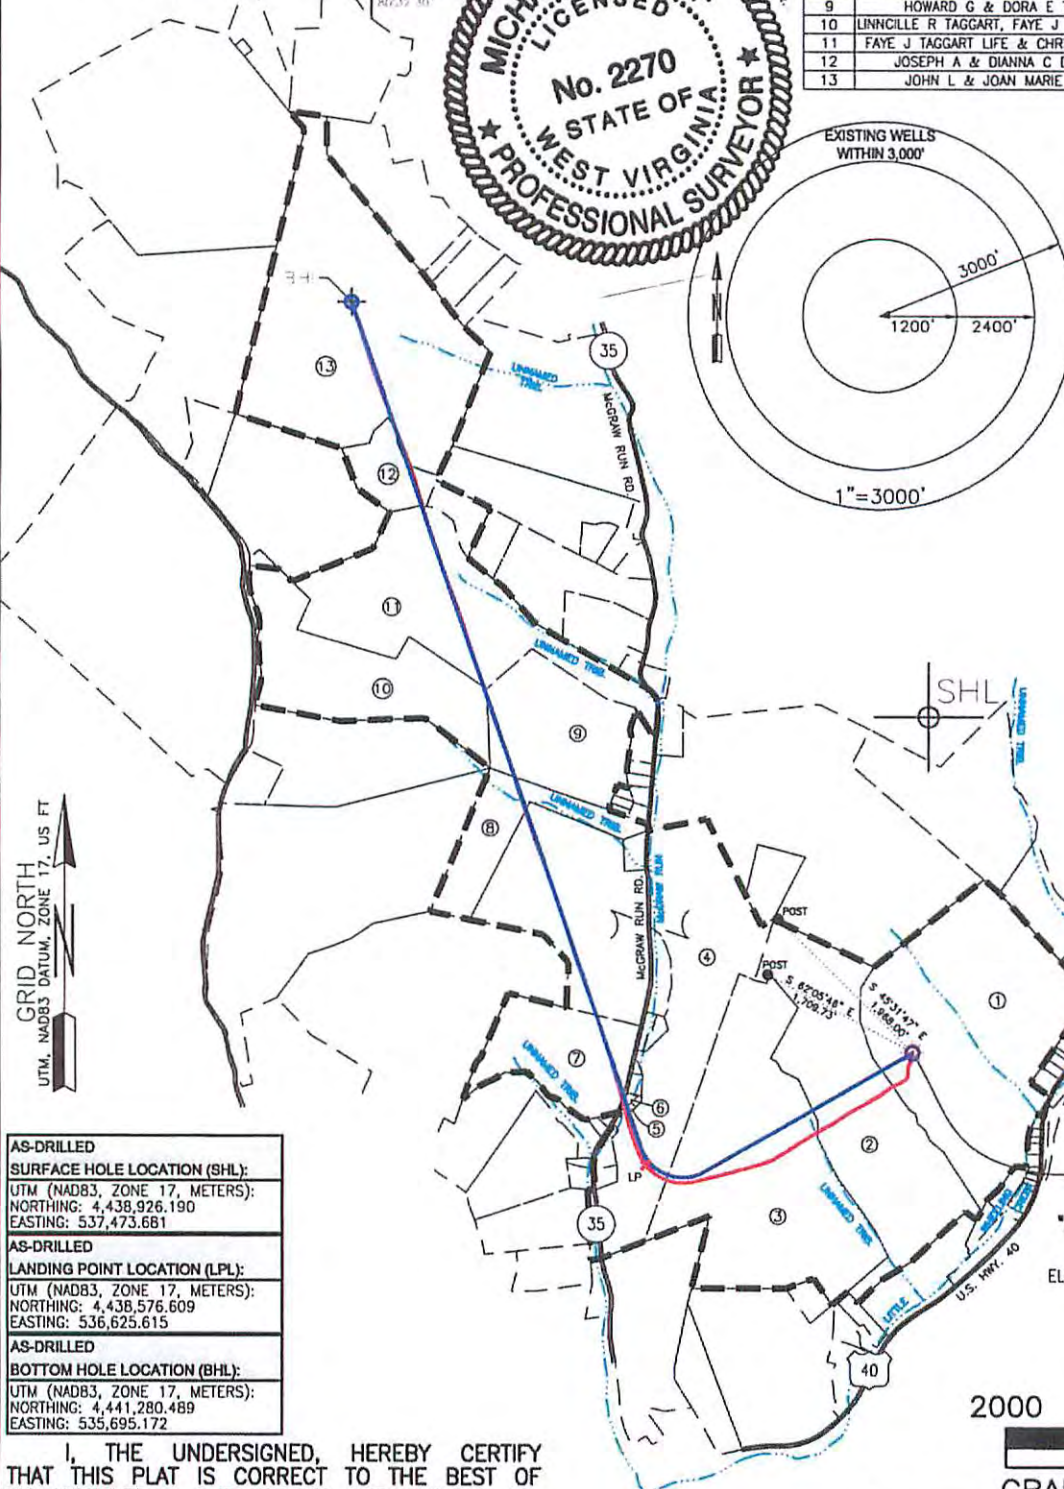 9 HOWARD G & DORA E
10 LINNCILLE R TAGGART, FAYE J
11 FAYE J TAGGART LIFE & CHR
12 JOSEPH A & DIANNA C D
13 JOHN L & JOAN MARIE
MICHA
LICENSED
No. 2270
STATE OF
WEST VIRGINIA
★ PROFESSIONAL SURVEYOR ★
EXISTING WELLS
WITHIN 3,000'
3000'
1200'
2400'
1"=3000'
N
35
13
UNNAMED
TRIB.
McGRAW RUN RD.
12
11
UNNAMED TRIB.
10
9
SHL
UNNAMED TRIB.
UNNAMED TRIB.
8
GRID NORTH
UTM, NAD83 DATUM, ZONE 17, US FT
N
McGRAW RUN RD.
McGRAW RUN
POST
4
POST
S 45°31'47" E
1,968.00'
S 62°05'46" E
1,709.73'
1
7
UNNAMED TRIB.
6
5
2
LP
3
UNNAMED TRIB.
35
LITTLE
WHEELING
CREEK
U.S. HWY. 40
40
EL
AS-DRILLED
SURFACE HOLE LOCATION (SHL):
UTM (NAD83, ZONE 17, METERS):
NORTHING: 4,438,926.190
EASTING: 537,473.681
AS-DRILLED
LANDING POINT LOCATION (LPL):
UTM (NAD83, ZONE 17, METERS):
NORTHING: 4,438,576.609
EASTING: 536,625.615
AS-DRILLED
BOTTOM HOLE LOCATION (BHL):
UTM (NAD83, ZONE 17, METERS):
NORTHING: 4,441,280.489
EASTING: 535,695.172
2000
I, THE UNDERSIGNED, HEREBY CERTIFY
THAT THIS PLAT IS CORRECT TO THE BEST OF